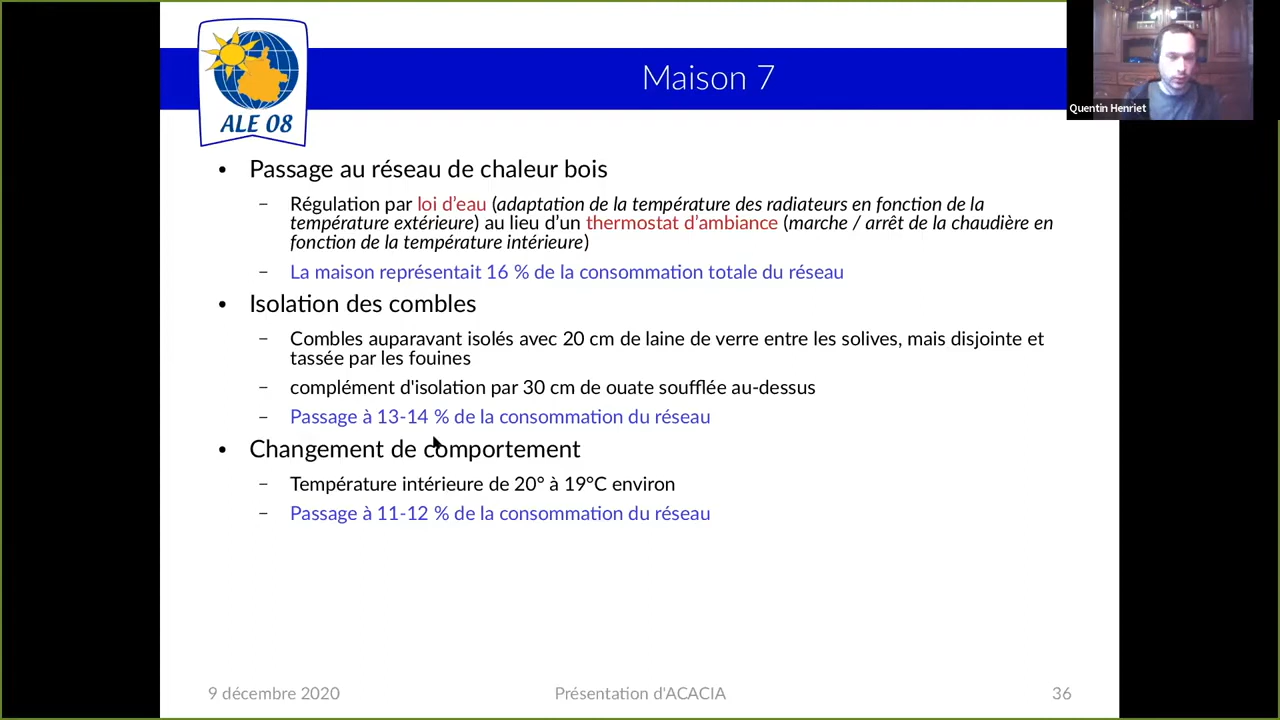 ALE 08
Maison 7
Quentin Henriet
• Passage au réseau de chaleur bois
– Régulation par loi d'eau (adaptation de la température des radiateurs en fonction de la
température extérieure) au lieu d'un thermostat d'ambiance (marche / arrêt de la chaudière en
fonction de la température intérieure)
– La maison représentait 16 % de la consommation totale du réseau
• Isolation des combles
– Combles auparavant isolés avec 20 cm de laine de verre entre les solives, mais disjointe et
tassée par les fouines
– complément d'isolation par 30 cm de ouate soufflée au-dessus
– Passage à 13-14 % de la consommation du réseau
• Changement de comportement
– Température intérieure de 20° à 19°C environ
– Passage à 11-12 % de la consommation du réseau
9 décembre 2020
Présentation d'ACACIA
36